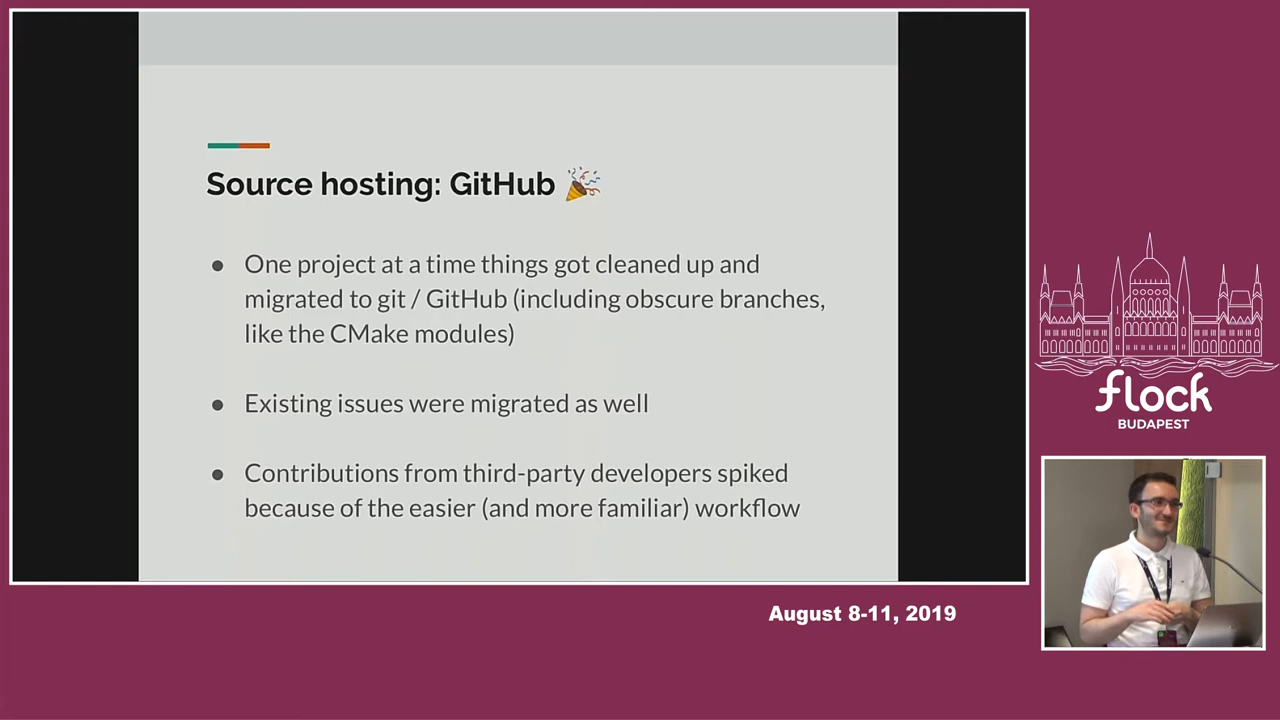 Source hosting: GitHub 🎉
● One project at a time things got cleaned up and
migrated to git / GitHub (including obscure branches,
like the CMake modules)
● Existing issues were migrated as well
● Contributions from third-party developers spiked
because of the easier (and more familiar) workflow
flock
BUDAPEST
August 8-11, 2019